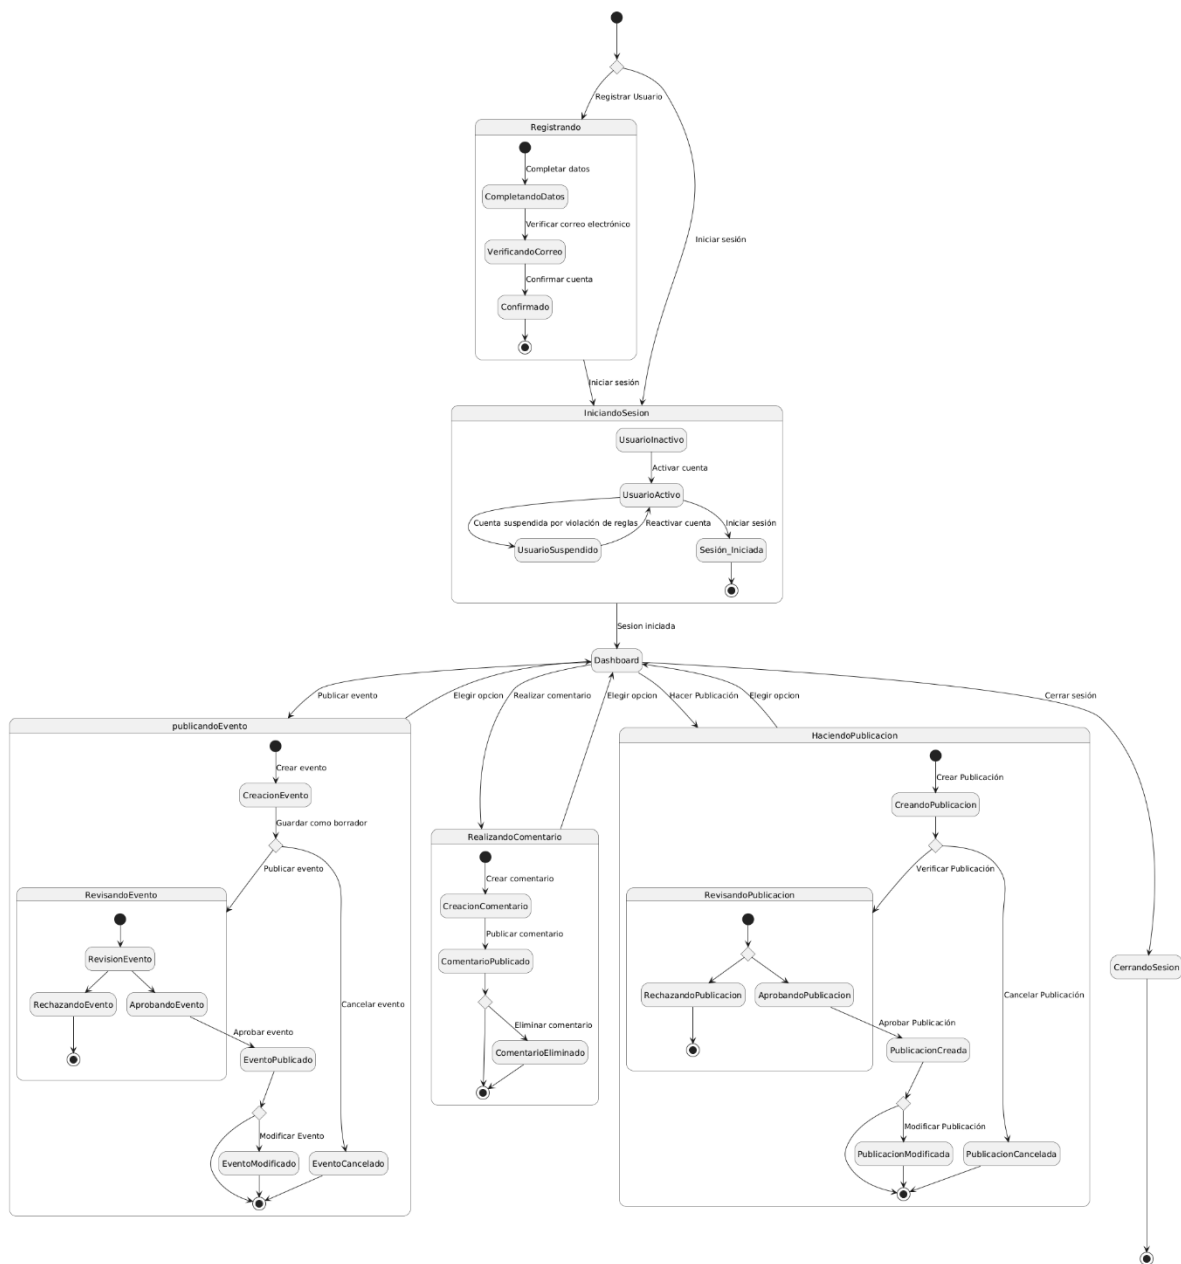 Registrar Usuario
Registrando
Completar datos
CompletandoDatos
Verificar correo electrónico
VerificandoCorreo
Confirmar cuenta
Confirmado
Iniciar sesión
Iniciar sesión
IniciandoSesion
UsuarioInactivo
Activar cuenta
UsuarioActivo
Cuenta suspendida por violación de reglas
Reactivar cuenta
Iniciar sesión
UsuarioSuspendido
Sesión_Iniciada
Sesion iniciada
Dashboard
Publicar evento
Elegir opcion
Realizar comentario
Elegir opcion
Hacer Publicación
Elegir opcion
Cerrar sesión
publicandoEvento
Crear evento
CreacionEvento
Guardar como borrador
Publicar evento
RevisandoEvento
RevisionEvento
RechazandoEvento
AprobandoEvento
Cancelar evento
Aprobar evento
EventoPublicado
Modificar Evento
EventoModificado
EventoCancelado
RealizandoComentario
Crear comentario
CreacionComentario
Publicar comentario
ComentarioPublicado
Eliminar comentario
ComentarioEliminado
HaciendoPublicacion
Crear Publicación
CreandoPublicacion
Verificar Publicación
RevisandoPublicacion
RechazandoPublicacion
AprobandoPublicacion
Cancelar Publicación
Aprobar Publicación
PublicacionCreada
Modificar Publicación
PublicacionModificada
PublicacionCancelada
CerrandoSesion